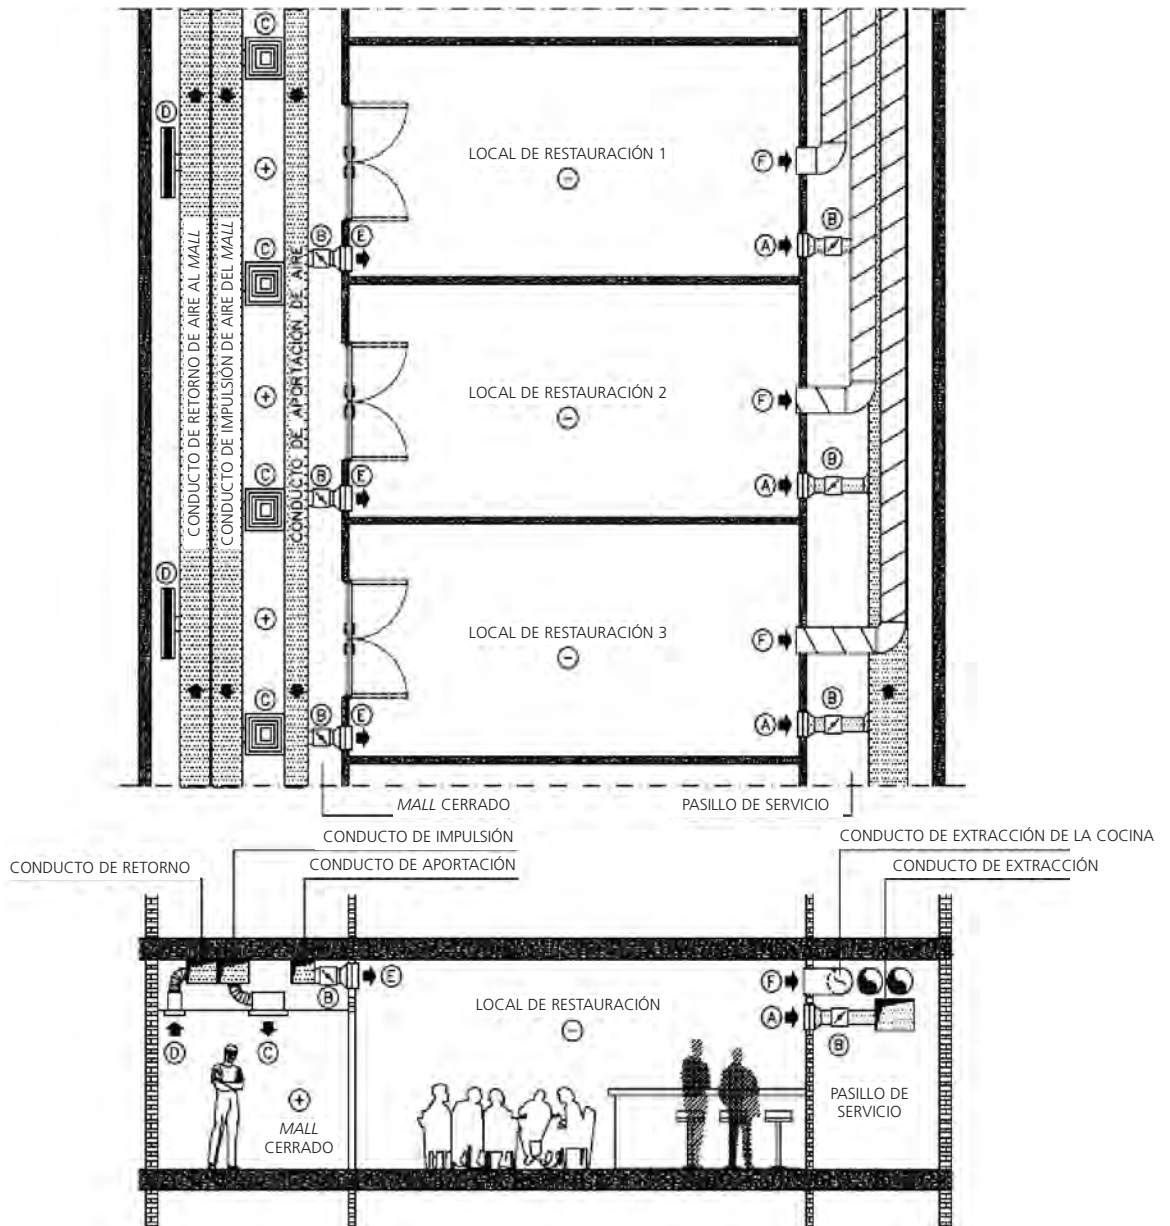 C
D
LOCAL DE RESTAURACIÓN 1
F
B
+
−
C
B
E
A
CONDUCTO DE RETORNO DE AIRE AL MALL
CONDUCTO DE IMPULSIÓN DE AIRE DEL MALL
CONDUCTO DE APORTACIÓN DE AIRE
LOCAL DE RESTAURACIÓN 2
+
−
F
B
C
B
E
A
D
LOCAL DE RESTAURACIÓN 3
+
−
F
B
C
B
E
A
MALL CERRADO
PASILLO DE SERVICIO
CONDUCTO DE IMPULSIÓN
CONDUCTO DE EXTRACCIÓN DE LA COCINA
CONDUCTO DE RETORNO
CONDUCTO DE APORTACIÓN
CONDUCTO DE EXTRACCIÓN
E
F
B
LOCAL DE RESTAURACIÓN
A
−
D
C
B
+
MALL
CERRADO
PASILLO DE
SERVICIO